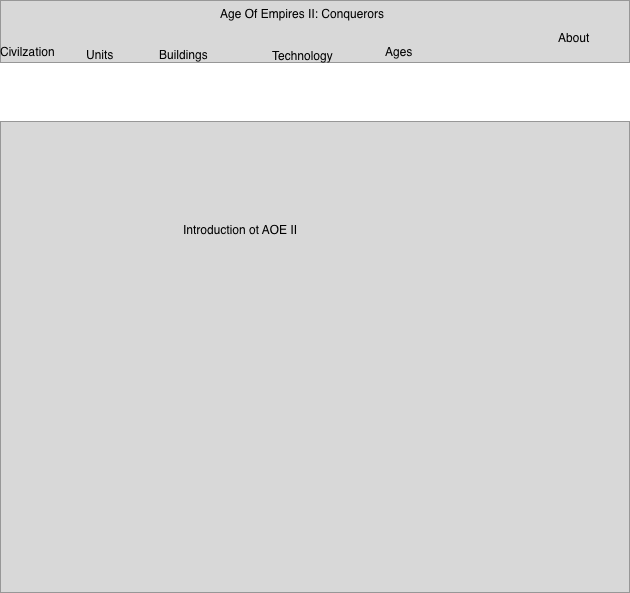 Age Of Empires II: Conquerors
About
Civilzation Units Buildings Technology Ages
Introduction ot AOE II